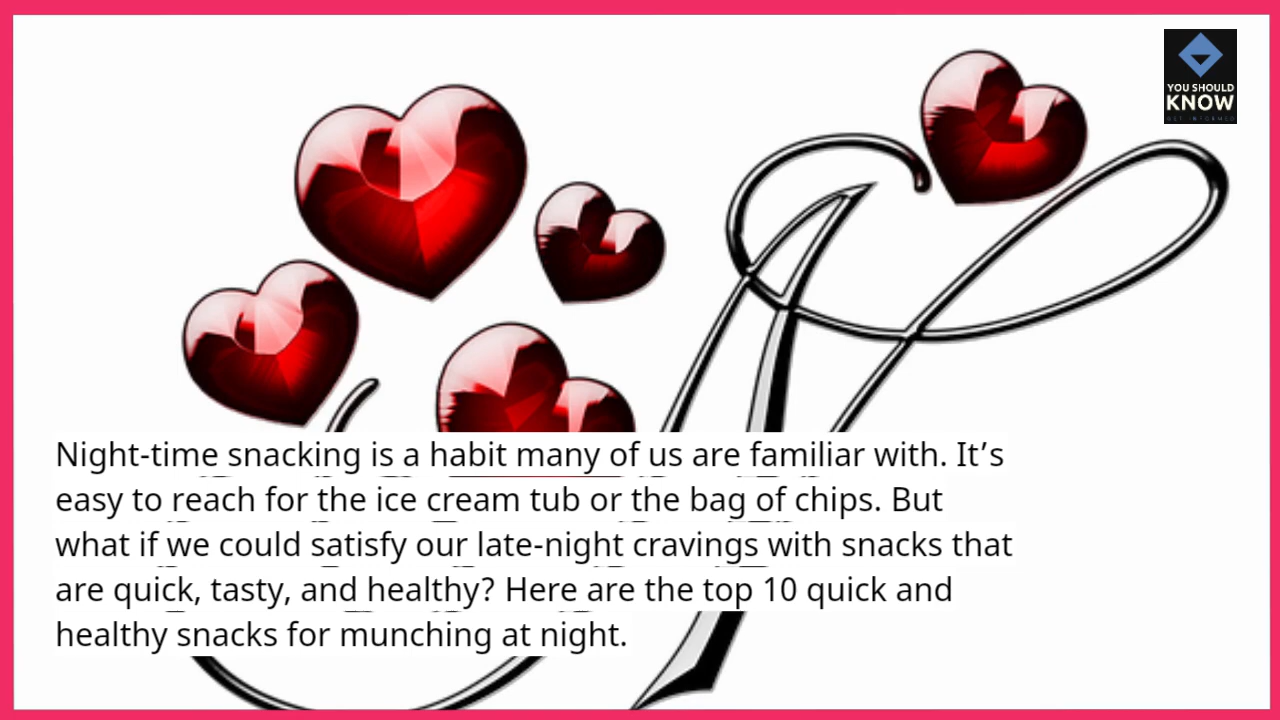 YOU SHOULD
KNOW
GET INFORMED
Night-time snacking is a habit many of us are familiar with. It’s
easy to reach for the ice cream tub or the bag of chips. But
what if we could satisfy our late-night cravings with snacks that
are quick, tasty, and healthy? Here are the top 10 quick and
healthy snacks for munching at night.